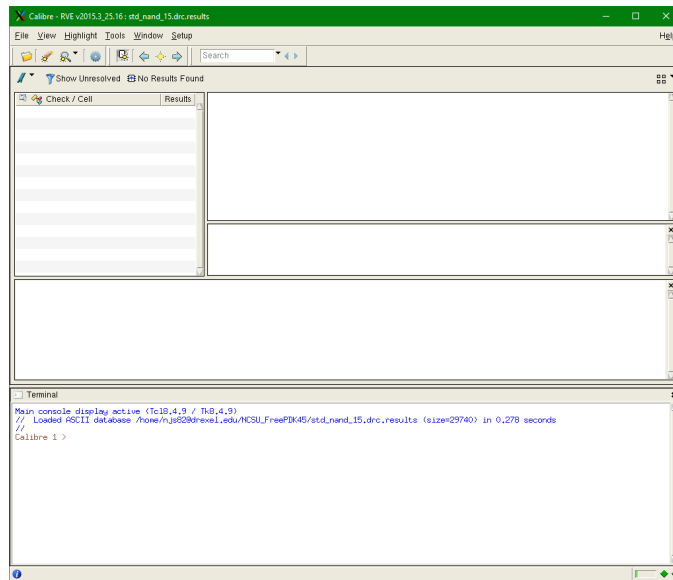 Calibre - RVE v2015.3_25.16 : std_nand_15.drc.results
File View Highlight Tools Window Setup Help
Search
Show Unresolved No Results Found
Check / Cell Results
Terminal
Main console display active (Tcl8.4.9 / Tk8.4.9)
// Loaded ASCII database /home/njs82@drexel.edu/NCSU_FreePDK45/std_nand_15.drc.results (size=29740) in 0.278 seconds
//
Calibre 1 >